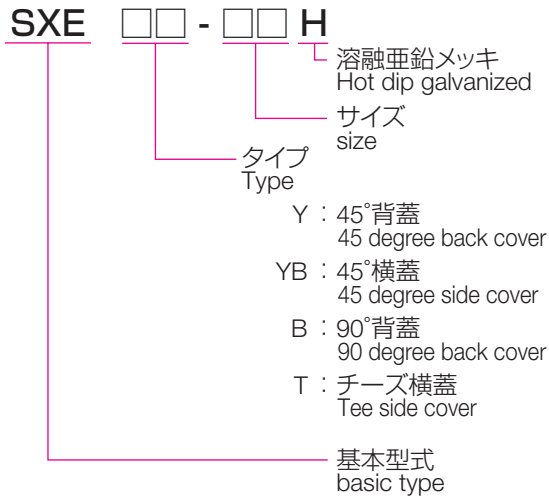 SXE □□ - □□ H
溶融亜鉛メッキ
Hot dip galvanized
サイズ
size
タイプ
Type
Y : 45°背蓋
45 degree back cover
YB : 45°横蓋
45 degree side cover
B : 90°背蓋
90 degree back cover
T : チーズ横蓋
Tee side cover
基本型式
basic type